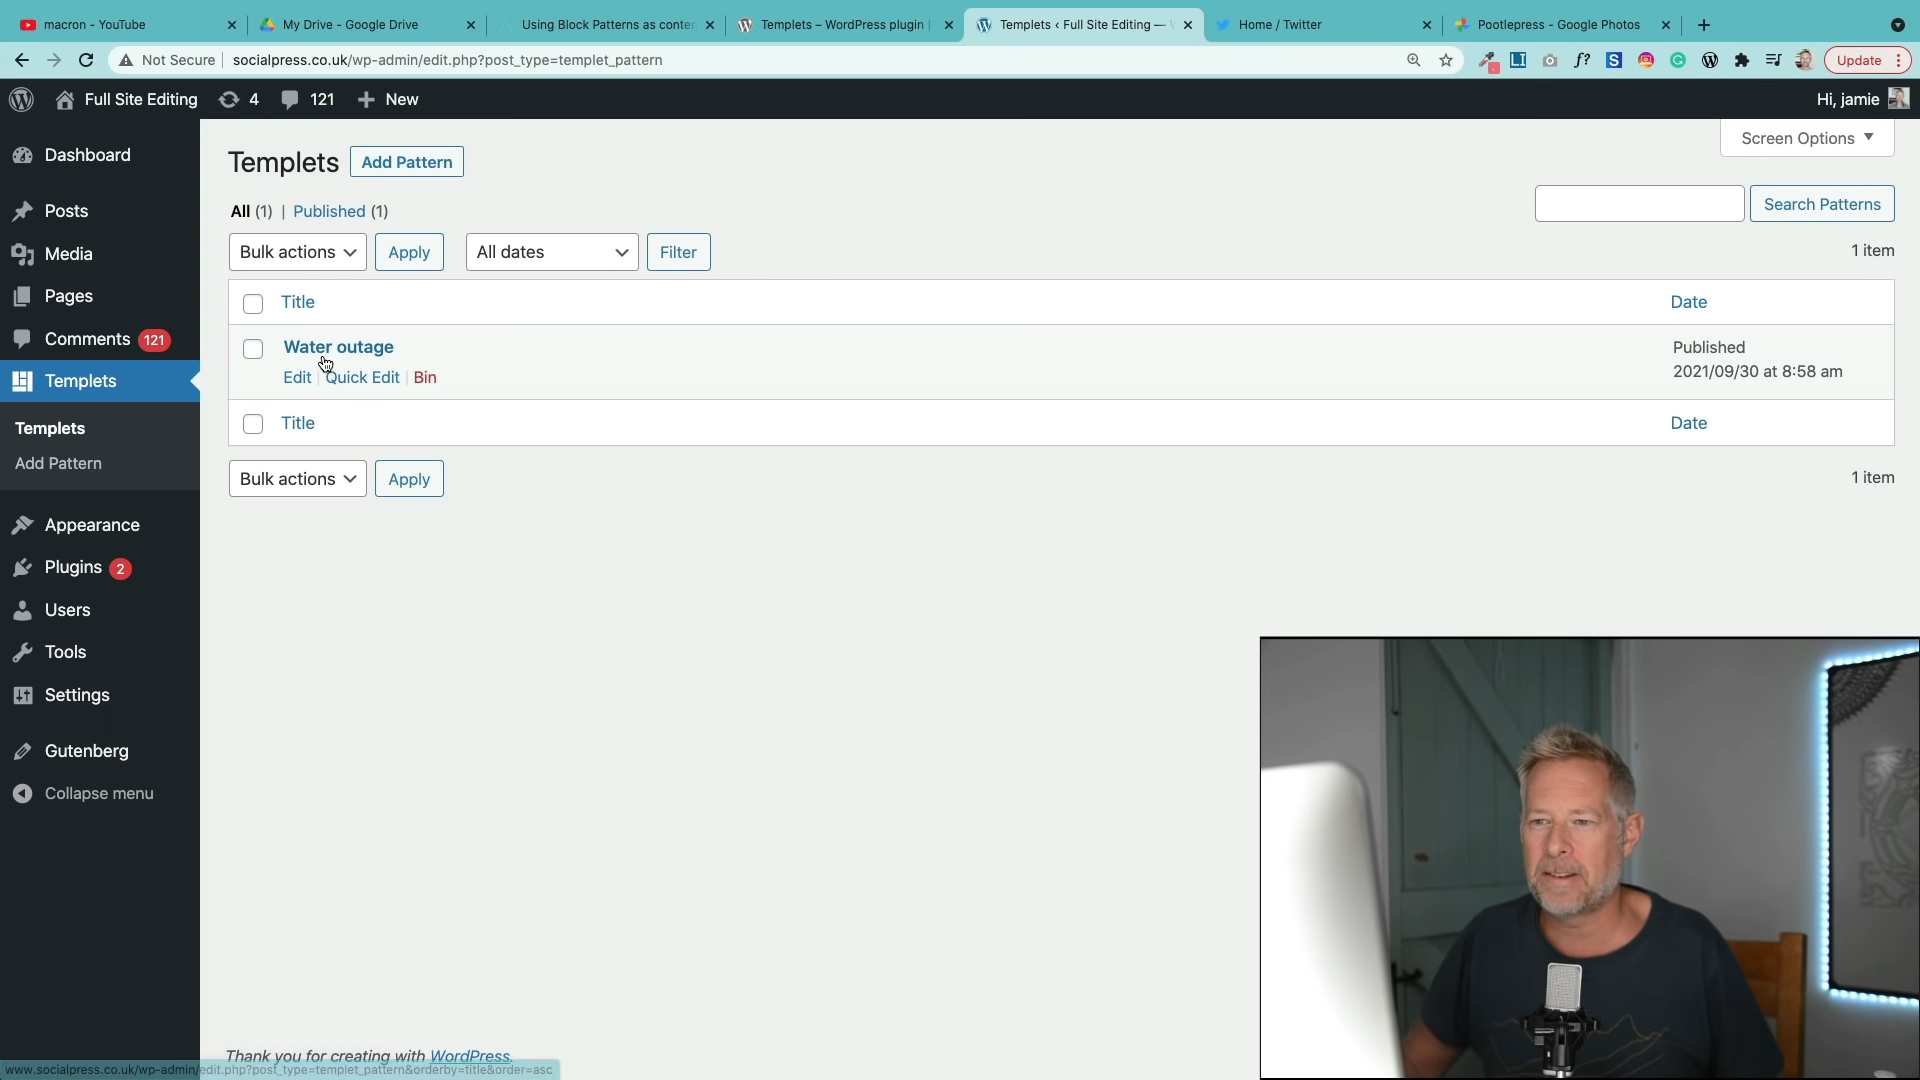 macron - YouTube
My Drive - Google Drive
Using Block Patterns as conten
Templets – WordPress plugin |
Templets ‹ Full Site Editing —
Home / Twitter
Pootlepress - Google Photos
Not Secure
socialpress.co.uk/wp-admin/edit.php?post_type=templet_pattern
Update
Full Site Editing
4
121
New
Hi, jamie
Dashboard
Posts
Media
Pages
Comments 121
Templets
Templets
Add Pattern
Appearance
Plugins 2
Users
Tools
Settings
Gutenberg
Collapse menu
Screen Options
Templets
Add Pattern
All (1) | Published (1)
Search Patterns
Bulk actions
Apply
All dates
Filter
1 item
Title
Date
Water outage
Edit | Quick Edit | Bin
Published
2021/09/30 at 8:58 am
Title
Date
Bulk actions
Apply
1 item
Thank you for creating with WordPress.
www.socialpress.co.uk/wp-admin/edit.php?post_type=templet_pattern&orderby=title&order=asc